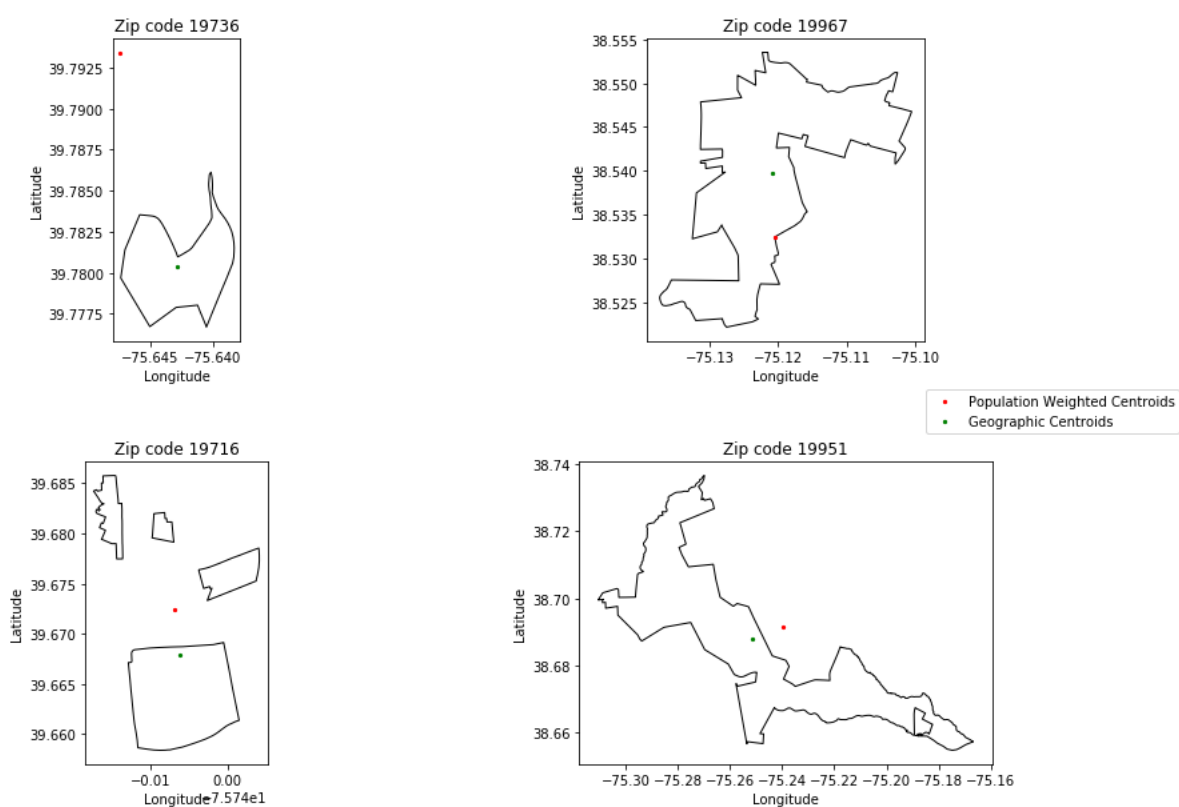 Zip code 19736
39.7925
39.7900
39.7875
39.7850
39.7825
39.7800
39.7775
Latitude
−75.645 −75.640
Longitude
Zip code 19967
38.555
38.550
38.545
38.540
38.535
38.530
38.525
Latitude
−75.13 −75.12 −75.11 −75.10
Longitude
Population Weighted Centroids
Geographic Centroids
Zip code 19716
39.685
39.680
39.675
39.670
39.665
39.660
Latitude
−0.01 0.00
Longitude −7.574e1
Zip code 19951
38.74
38.72
38.70
38.68
38.66
Latitude
−75.30 −75.28 −75.26 −75.24 −75.22 −75.20 −75.18 −75.16
Longitude